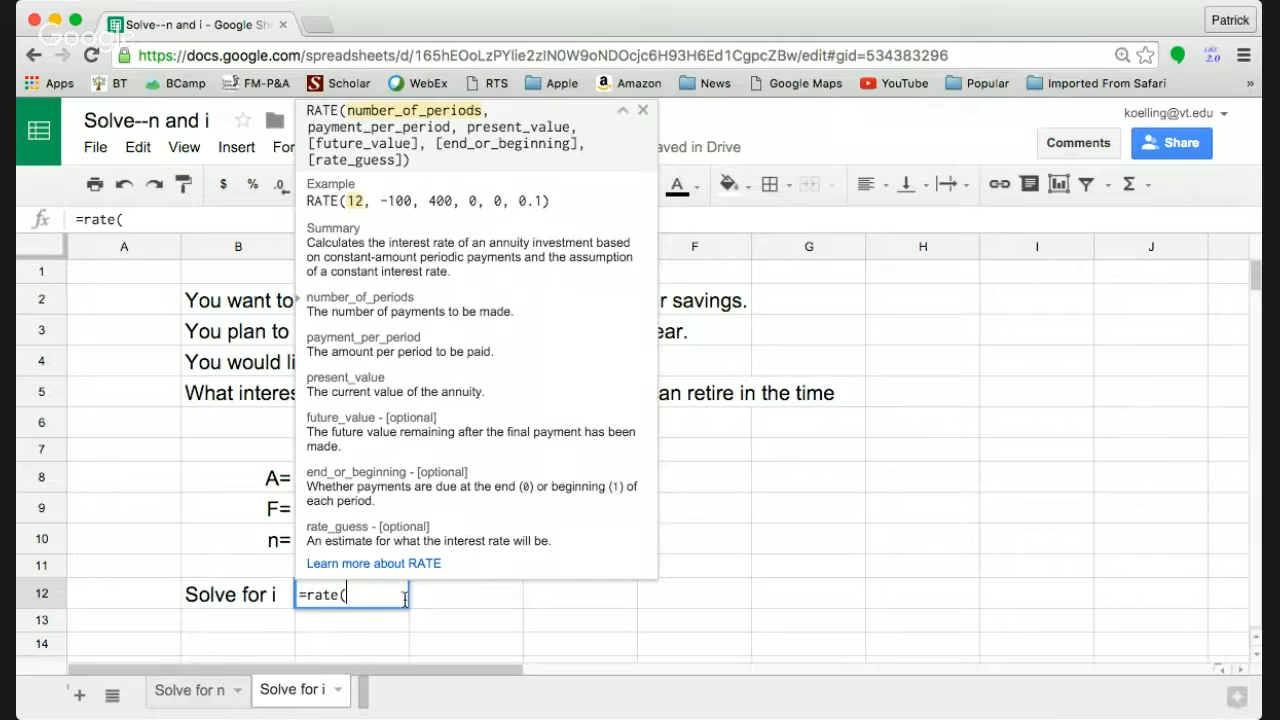 Solve--n and i - Google Sh
Patrick
Google
https://docs.google.com/spreadsheets/d/165hEOoLzPYlie2zIN0W9oNDOcjc6H93H6Ed1CgpcZBw/edit#gid=534383296
2.0
Apps BT BCamp FM-P&A Scholar WebEx RTS Apple Amazon News Google Maps YouTube Popular Imported From Safari »
Solve--n and i
koelling@vt.edu
File Edit View Insert For
aved in Drive
Comments
Share
$ % .0 A Σ
fx =rate(
RATE(number_of_periods,
payment_per_period, present_value,
[future_value], [end_or_beginning],
[rate_guess])
Example
RATE(12, -100, 400, 0, 0, 0.1)
Summary
Calculates the interest rate of an annuity investment based
on constant-amount periodic payments and the assumption
of a constant interest rate.
number_of_periods
The number of payments to be made.
payment_per_period
The amount per period to be paid.
present_value
The current value of the annuity.
future_value - [optional]
The future value remaining after the final payment has been
made.
end_or_beginning - [optional]
Whether payments are due at the end (0) or beginning (1) of
each period.
rate_guess - [optional]
An estimate for what the interest rate will be.
Learn more about RATE
A B F G H I J
1
2 You want to r savings.
3 You plan to ear.
4 You would li
5 What interes an retire in the time
6
7
8 A=
9 F=
10 n=
11
12 Solve for i =rate(
13
14
+ Solve for n Solve for i